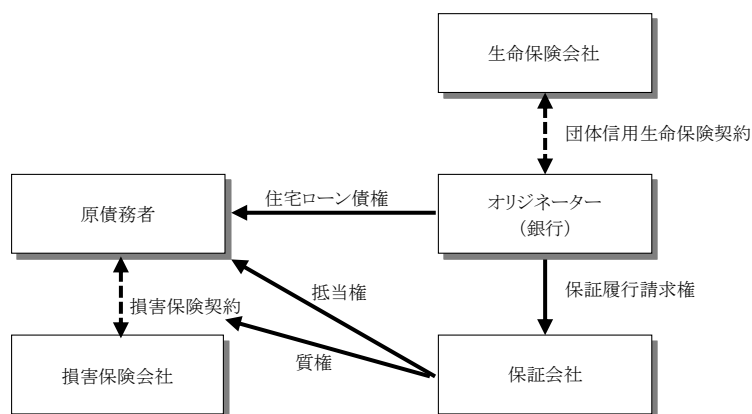 生命保険会社
団体信用生命保険契約
原債務者
住宅ローン債権
オリジネーター
（銀行）
損害保険契約
抵当権
保証履行請求権
損害保険会社
質権
保証会社